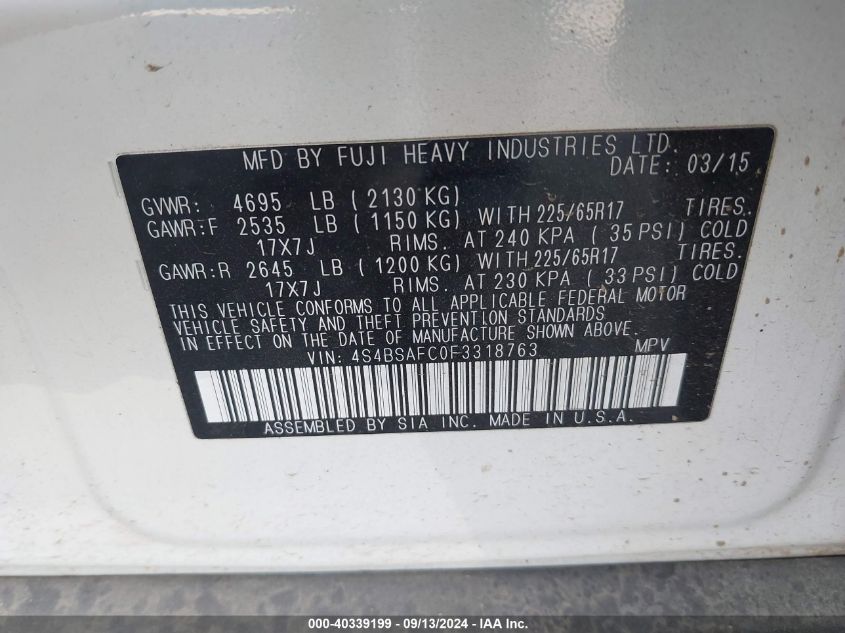 MFD BY FUJI HEAVY INDUSTRIES LTD.
DATE: 03/15
GVWR: 4695 LB ( 2130 KG)
GAWR:F 2535 LB ( 1150 KG) WITH 225/65R17 TIRES.
17X7J RIMS. AT 240 KPA ( 35 PSI) COLD
GAWR:R 2645 LB ( 1200 KG) WITH 225/65R17 TIRES.
17X7J RIMS. AT 230 KPA ( 33 PSI) COLD
THIS VEHICLE CONFORMS TO ALL APPLICABLE FEDERAL MOTOR
VEHICLE SAFETY AND THEFT PREVENTION STANDARDS
IN EFFECT ON THE DATE OF MANUFACTURE SHOWN ABOVE.
VIN: 4S4BSAFC0F3318763 MPV
ASSEMBLED BY SIA INC. MADE IN U.S.A.
000-40339199 - 09/13/2024 - IAA Inc.